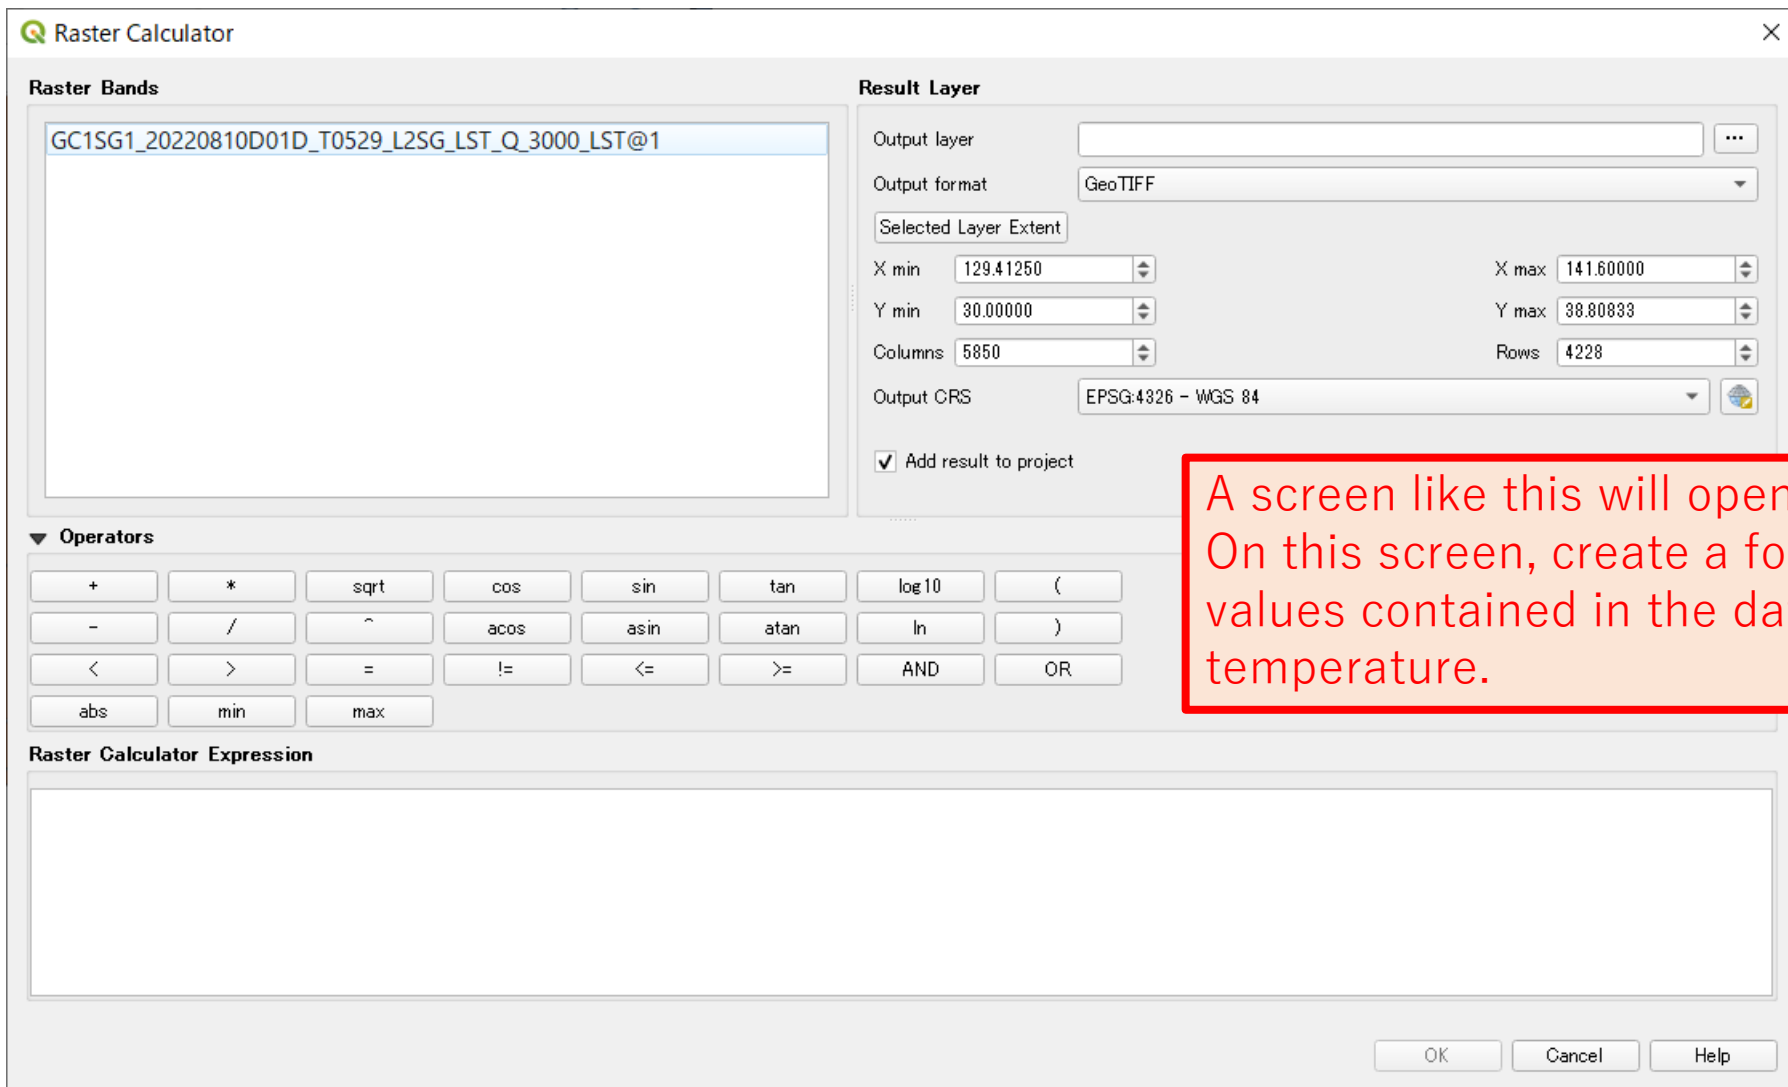 Raster Calculator
Raster Bands
GC1SG1_20220810D01D_T0529_L2SG_LST_Q_3000_LST@1
Result Layer
Output layer
...
Output format GeoTIFF
Selected Layer Extent
X min 129.41250 X max 141.60000
Y min 30.00000 Y max 38.80833
Columns 5850 Rows 4228
Output CRS EPSG:4326 - WGS 84
Add result to project
A screen like this will open
On this screen, create a fo
values contained in the da
temperature.
Operators
+ * sqrt cos sin tan log10 (
- / ^ acos asin atan ln )
< > = != <= >= AND OR
abs min max
Raster Calculator Expression
OK Cancel Help